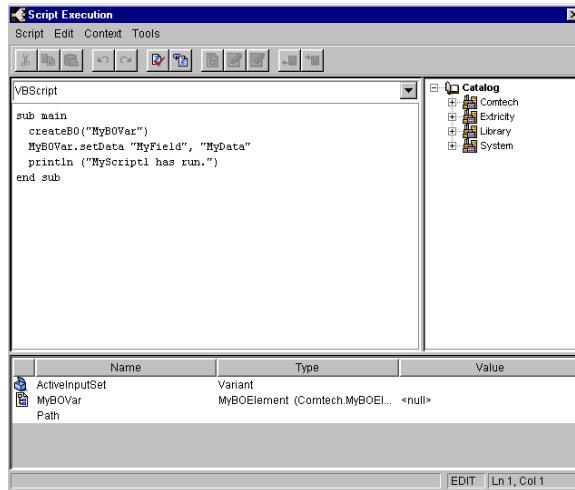 Script Execution
Script Edit Context Tools
VBScript
sub main
createBO("MyBOVar")
MyBOVar.setData "MyField", "MyData"
println ("MyScript1 has run.")
end sub
Catalog
Comtech
Extricity
Library
System
Name Type Value
ActiveInputSet Variant
MyBOVar MyBOElement (Comtech.MyBOEl... <null>
Path
EDIT Ln 1, Col 1